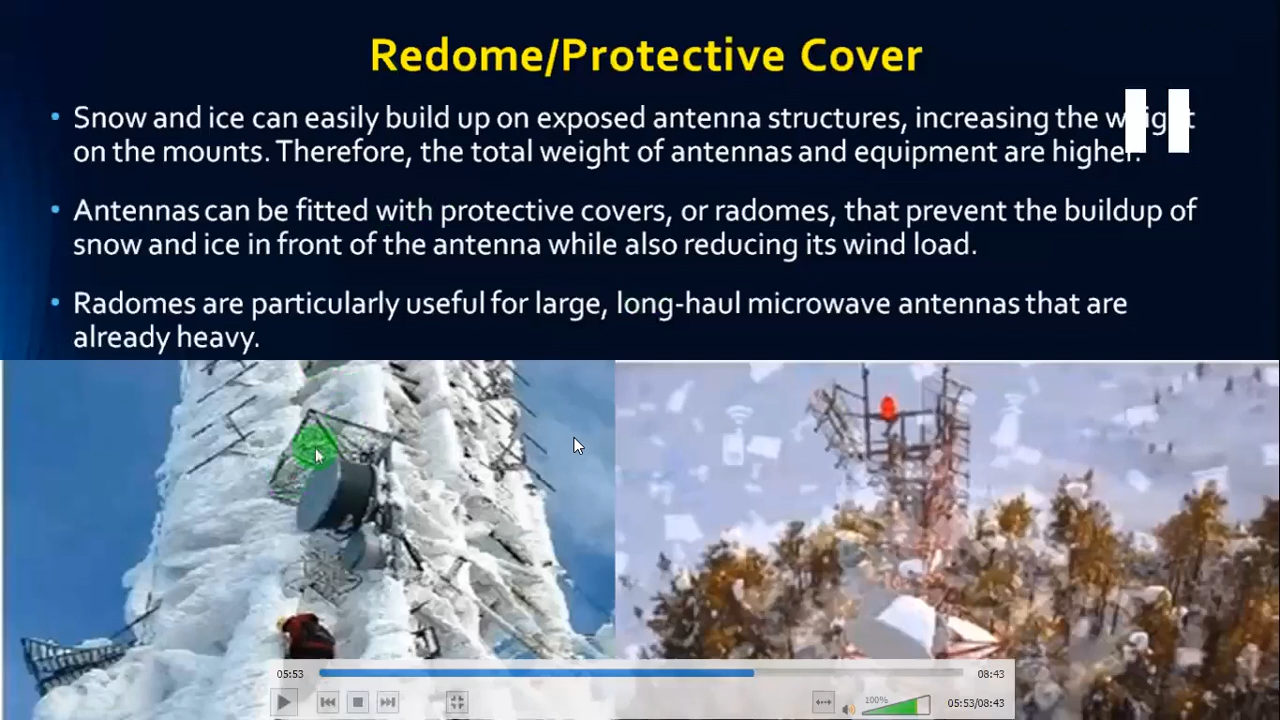 Redome/Protective Cover
• Snow and ice can easily build up on exposed antenna structures, increasing the weight
on the mounts. Therefore, the total weight of antennas and equipment are higher.
• Antennas can be fitted with protective covers, or radomes, that prevent the buildup of
snow and ice in front of the antenna while also reducing its wind load.
• Radomes are particularly useful for large, long-haul microwave antennas that are
already heavy.
05:53
08:43
100%
05:53/08:43